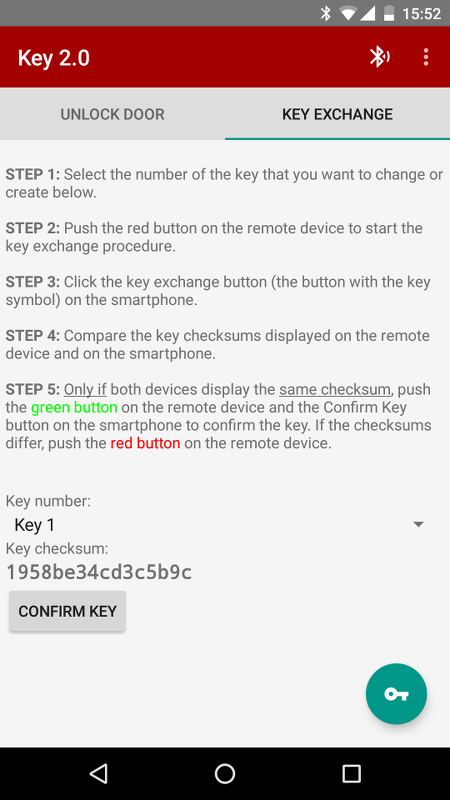 15:52
Key 2.0
UNLOCK DOOR
KEY EXCHANGE
STEP 1: Select the number of the key that you want to change or
create below.
STEP 2: Push the red button on the remote device to start the
key exchange procedure.
STEP 3: Click the key exchange button (the button with the key
symbol) on the smartphone.
STEP 4: Compare the key checksums displayed on the remote
device and on the smartphone.
STEP 5: Only if both devices display the same checksum, push
the green button on the remote device and the Confirm Key
button on the smartphone to confirm the key. If the checksums
differ, push the red button on the remote device.
Key number:
Key 1
Key checksum:
1958be34cd3c5b9c
CONFIRM KEY